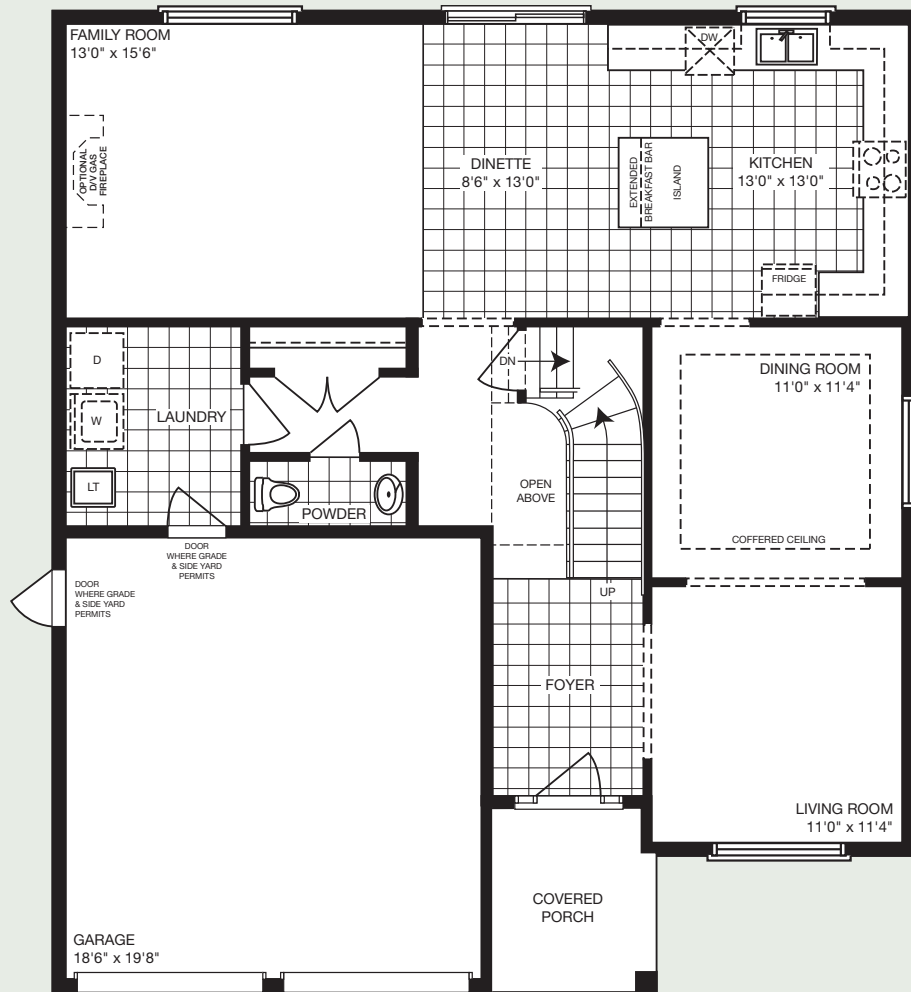 FAMILY ROOM
13'0" x 15'6"
OPTIONAL
D/V GAS
FIREPLACE
DINETTE
8'6" x 13'0"
DW
EXTENDED
BREAKFAST BAR
ISLAND
KITCHEN
13'0" x 13'0"
FRIDGE
D
W
LT
LAUNDRY
POWDER
DN
OPEN
ABOVE
UP
DINING ROOM
11'0" x 11'4"
COFFERED CEILING
DOOR
WHERE GRADE
& SIDE YARD
PERMITS
DOOR
WHERE GRADE
& SIDE YARD
PERMITS
FOYER
LIVING ROOM
11'0" x 11'4"
COVERED
PORCH
GARAGE
18'6" x 19'8"